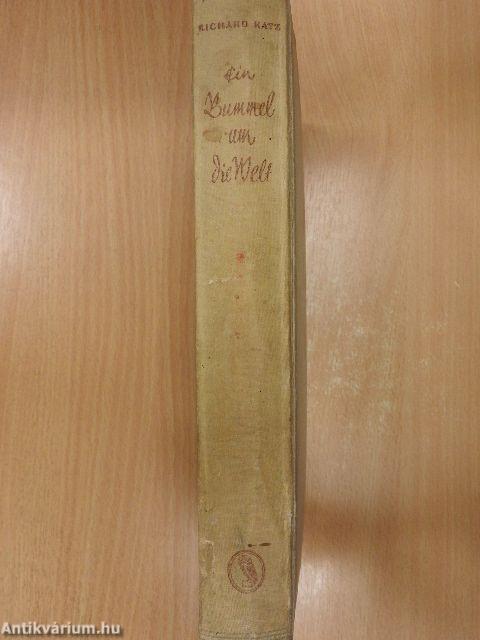 RICHARD KATZ
Ein
Bummel
um
die Welt
Antikvárium.hu